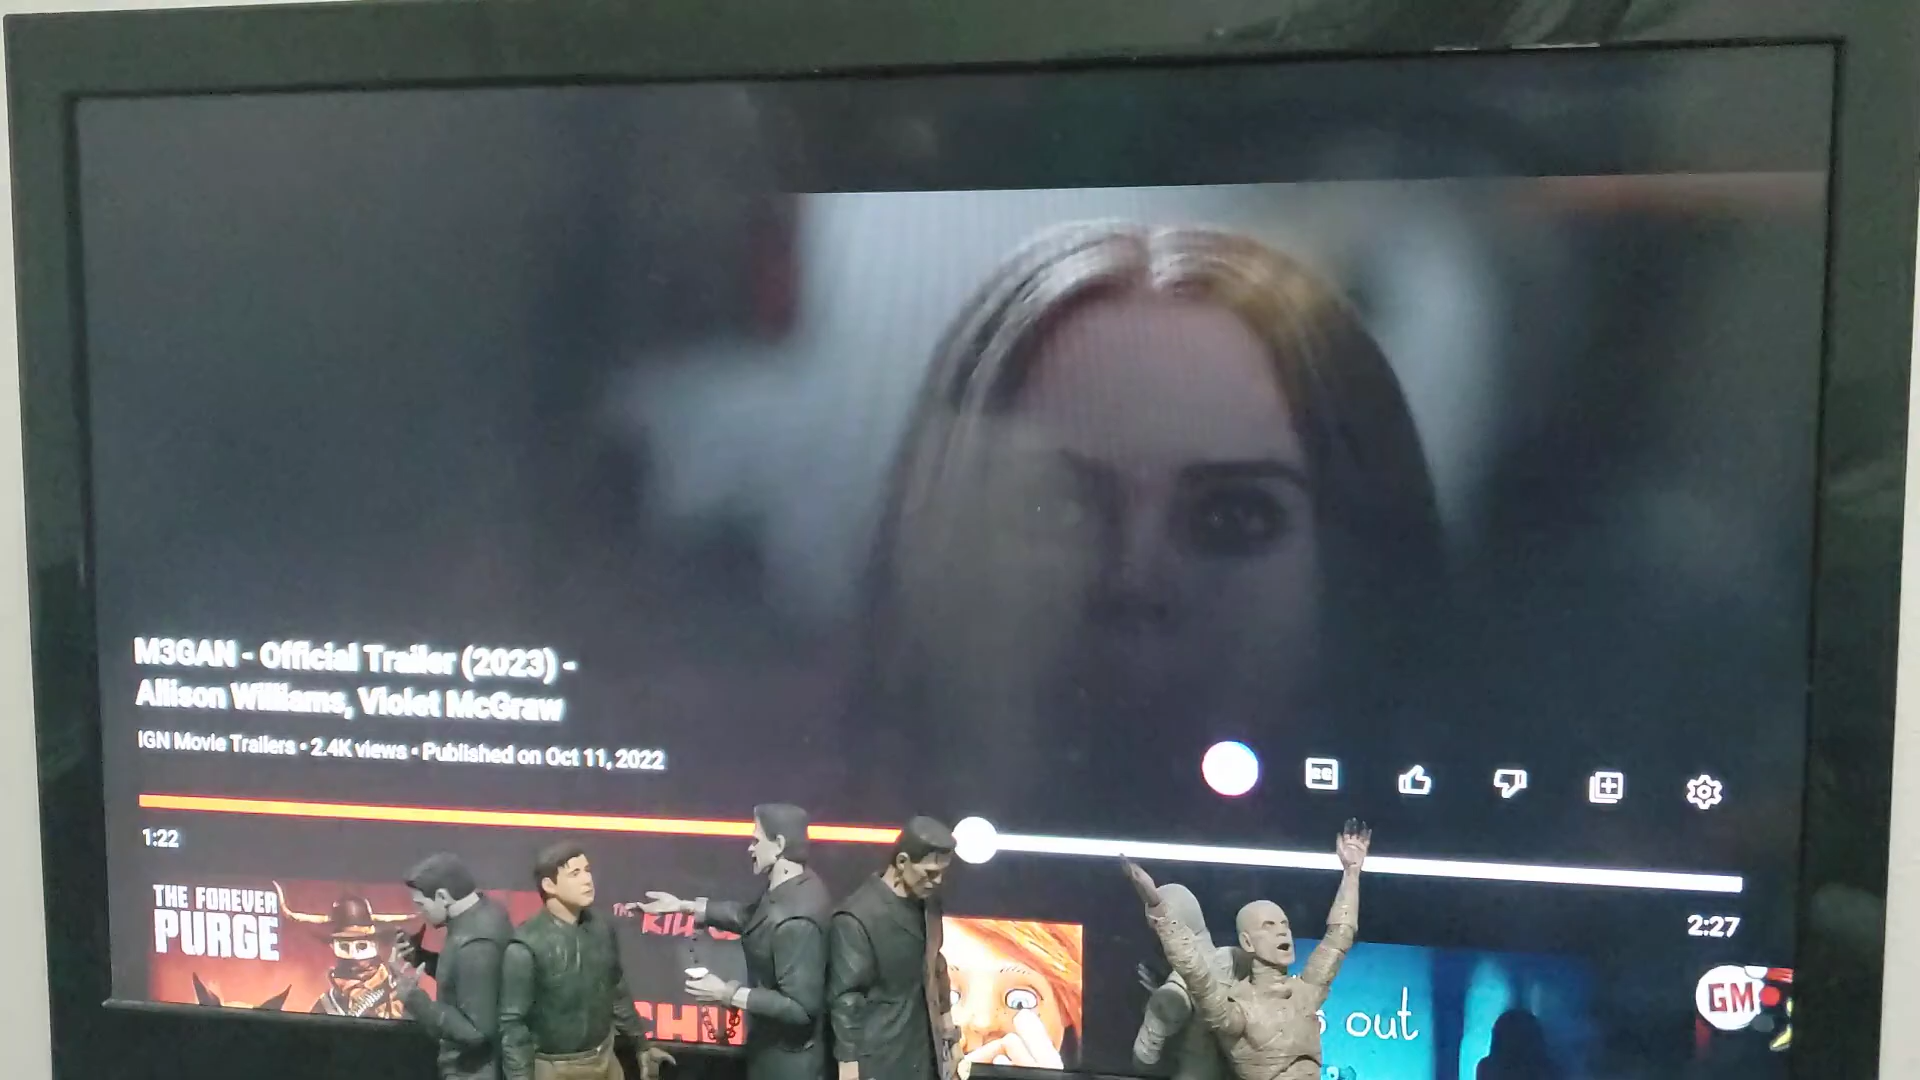 M3GAN - Official Trailer (2023) -
Allison Williams, Violet McGraw
IGN Movie Trailers • 2.4K views • Published on Oct 11, 2022
1:22
2:27
THE FOREVER
PURGE
out
GM